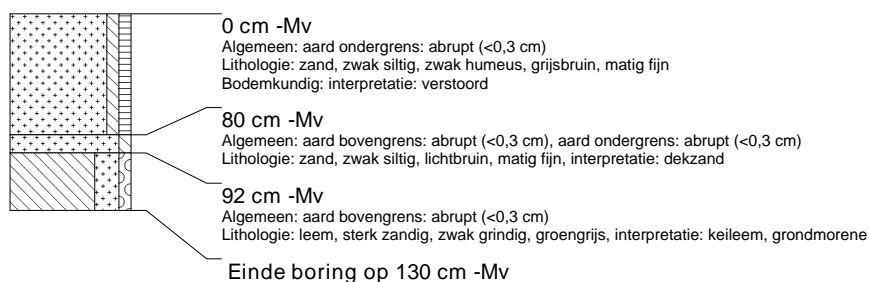 0 cm -Mv
Algemeen: aard ondergrens: abrupt (<0,3 cm)
Lithologie: zand, zwak siltig, zwak humeus, grijsbruin, matig fijn
Bodemkundig: interpretatie: verstoord
80 cm -Mv
Algemeen: aard bovengrens: abrupt (<0,3 cm), aard ondergrens: abrupt (<0,3 cm)
Lithologie: zand, zwak siltig, lichtbruin, matig fijn, interpretatie: dekzand
92 cm -Mv
Algemeen: aard bovengrens: abrupt (<0,3 cm)
Lithologie: leem, sterk zandig, zwak grindig, groengrijs, interpretatie: keileem, grondmorene
Einde boring op 130 cm -Mv